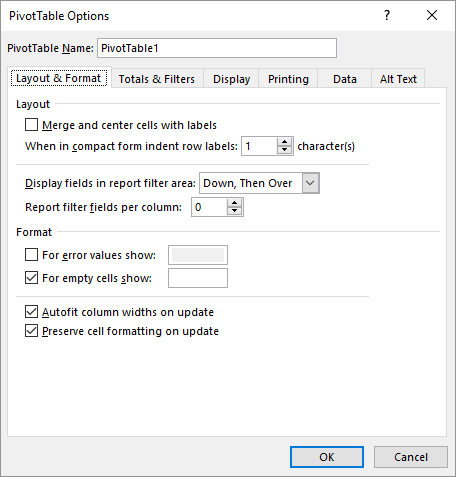 PivotTable Options ?
PivotTable Name: PivotTable1
Layout & Format Totals & Filters Display Printing Data Alt Text
Layout
Merge and center cells with labels
When in compact form indent row labels: 1 character(s)
Display fields in report filter area: Down, Then Over
Report filter fields per column: 0
Format
For error values show:
For empty cells show:
Autofit column widths on update
Preserve cell formatting on update
OK Cancel